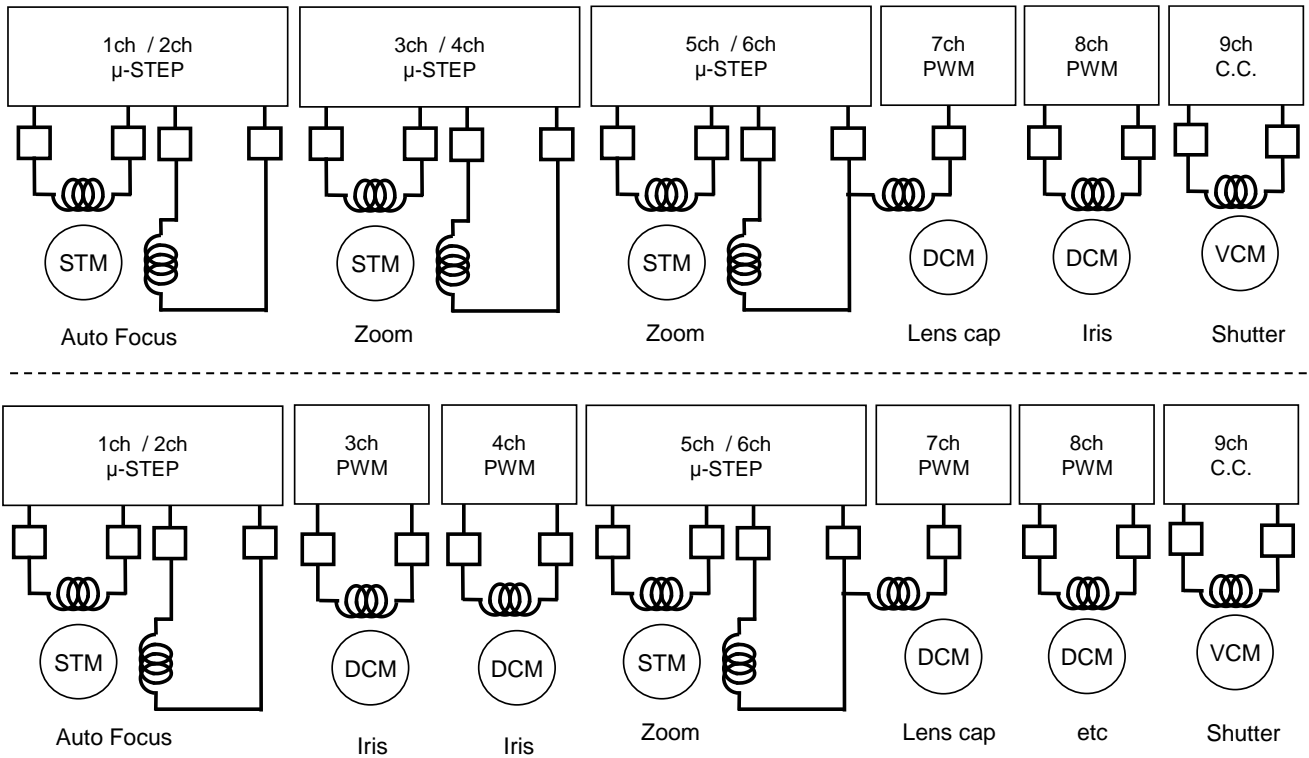 1ch / 2ch
µ-STEP
3ch / 4ch
µ-STEP
5ch / 6ch
µ-STEP
7ch
PWM
8ch
PWM
9ch
C.C.
STM
STM
STM
DCM
DCM
VCM
Auto Focus
Zoom
Zoom
Lens cap
Iris
Shutter
1ch / 2ch
µ-STEP
3ch
PWM
4ch
PWM
5ch / 6ch
µ-STEP
7ch
PWM
8ch
PWM
9ch
C.C.
STM
DCM
DCM
STM
DCM
DCM
VCM
Auto Focus
Iris
Iris
Zoom
Lens cap
etc
Shutter